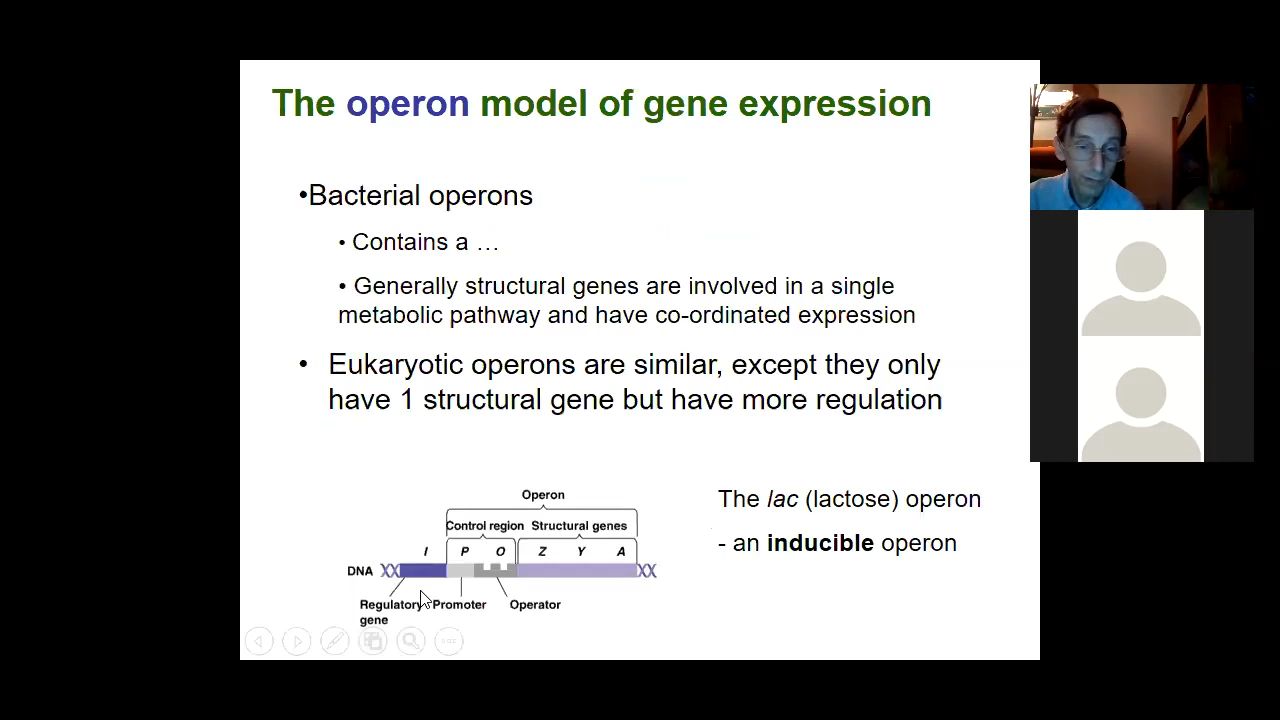 The operon model of gene expression
•Bacterial operons
• Contains a …
• Generally structural genes are involved in a single
metabolic pathway and have co-ordinated expression
• Eukaryotic operons are similar, except they only
have 1 structural gene but have more regulation
Operon
Control region Structural genes
I P O Z Y A
DNA
Regulatory Promoter Operator
gene
The lac (lactose) operon
- an inducible operon